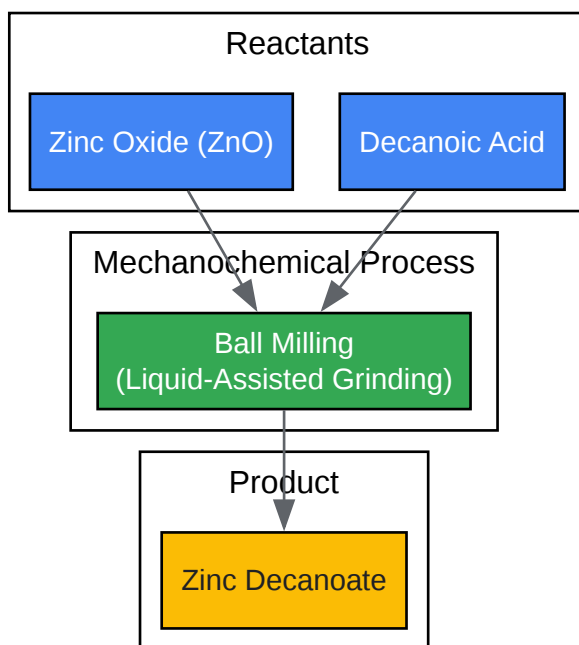 Reactants
Zinc Oxide (ZnO)
Decanoic Acid
Mechanochemical Process
Ball Milling
(Liquid-Assisted Grinding)
Product
Zinc Decanoate